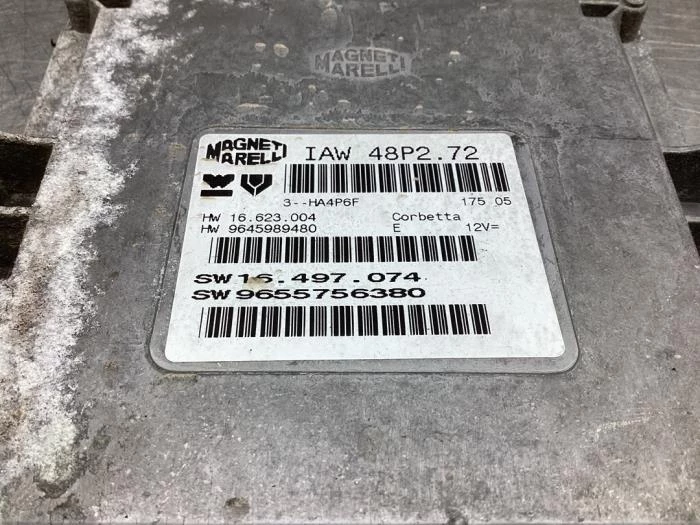 MAGNETI
MARELLI
MAGNETI
MARELLI
IAW 48P2.72
3--HA4P6F 175 05
HW 16.623.004 Corbetta
HW 9645989480 E 12V=
SW 16.497.074
SW 9655756380